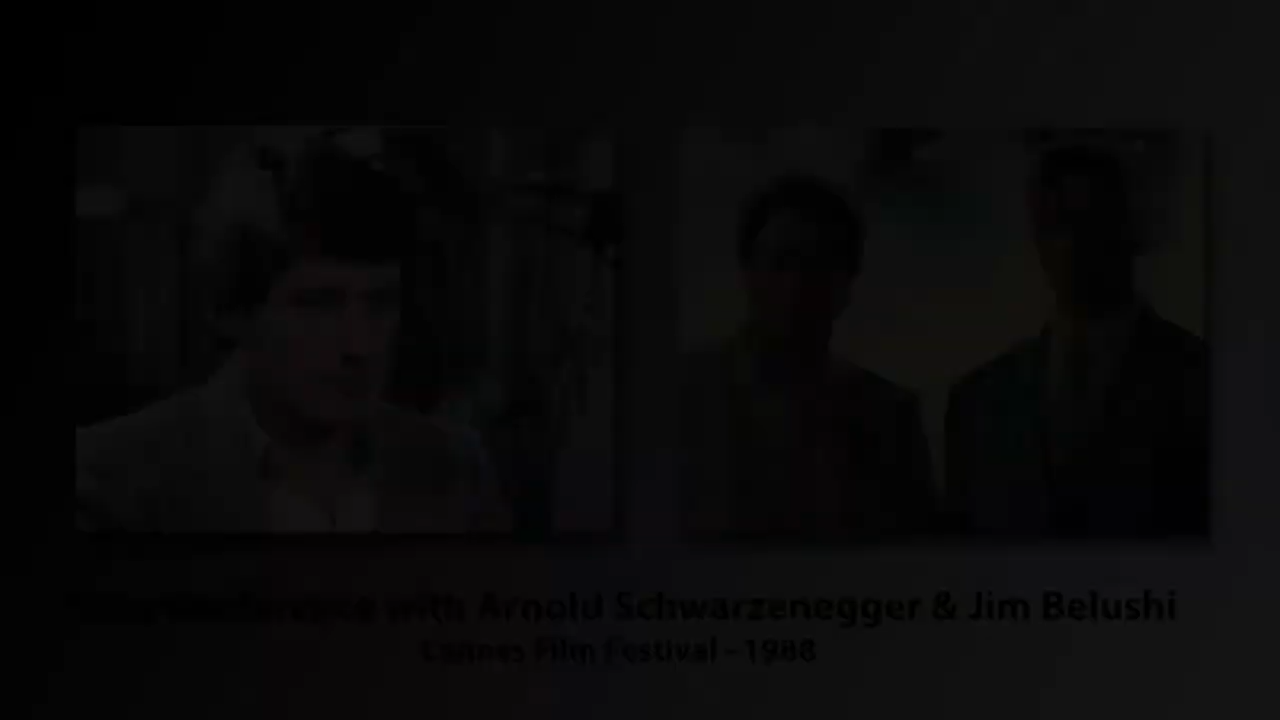 with Arnold Schwarzenegger & Jim Belushi
Cannes Film Festival - 1988